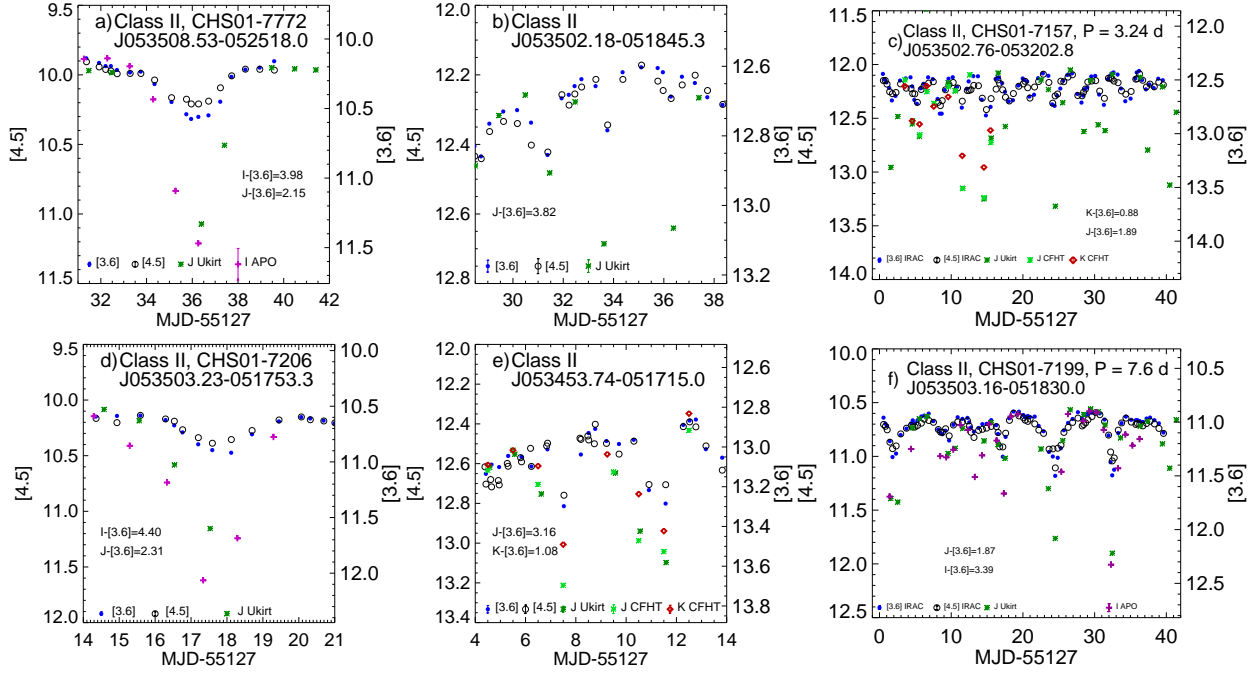 a) Class II, CHS01-7772
J053508.53-052518.0
9.5
10.0
10.5
11.0
11.5
[4.5]
10.0
10.5
11.0
11.5
[3.6]
I-[3.6]=3.98
J-[3.6]=2.15
[3.6] [4.5] J Ukirt I APO
32 34 36 38 40 42
MJD-55127
b) Class II
J053502.18-051845.3
12.0
12.2
12.4
12.6
12.8
[4.5]
12.6
12.8
13.0
13.2
[3.6]
J-[3.6]=3.82
[3.6] [4.5] J Ukirt
30 32 34 36 38
MJD-55127
c) Class II, CHS01-7157, P = 3.24 d
J053502.76-053202.8
11.5
12.0
12.5
13.0
13.5
14.0
[4.5]
12.0
12.5
13.0
13.5
14.0
[3.6]
K-[3.6]=0.88
J-[3.6]=1.89
[3.6] IRAC [4.5] IRAC J Ukirt J CFHT K CFHT
0 10 20 30 40
MJD-55127
d) Class II, CHS01-7206
J053503.23-051753.3
9.5
10.0
10.5
11.0
11.5
12.0
[4.5]
10.0
10.5
11.0
11.5
12.0
[3.6]
I-[3.6]=4.40
J-[3.6]=2.31
[3.6] [4.5] J Ukirt
14 15 16 17 18 19 20 21
MJD-55127
e) Class II
J053453.74-051715.0
12.0
12.2
12.4
12.6
12.8
13.0
13.2
13.4
[4.5]
12.6
12.8
13.0
13.2
13.4
13.6
13.8
[3.6]
J-[3.6]=3.16
K-[3.6]=1.08
[3.6] [4.5] J Ukirt J CFHT K CFHT
4 6 8 10 12 14
MJD-55127
f) Class II, CHS01-7199, P = 7.6 d
J053503.16-051830.0
10.0
10.5
11.0
11.5
12.0
12.5
[4.5]
10.5
11.0
11.5
12.0
12.5
[3.6]
J-[3.6]=1.87
I-[3.6]=3.39
[3.6] IRAC [4.5] IRAC J Ukirt I APO
0 10 20 30 40
MJD-55127